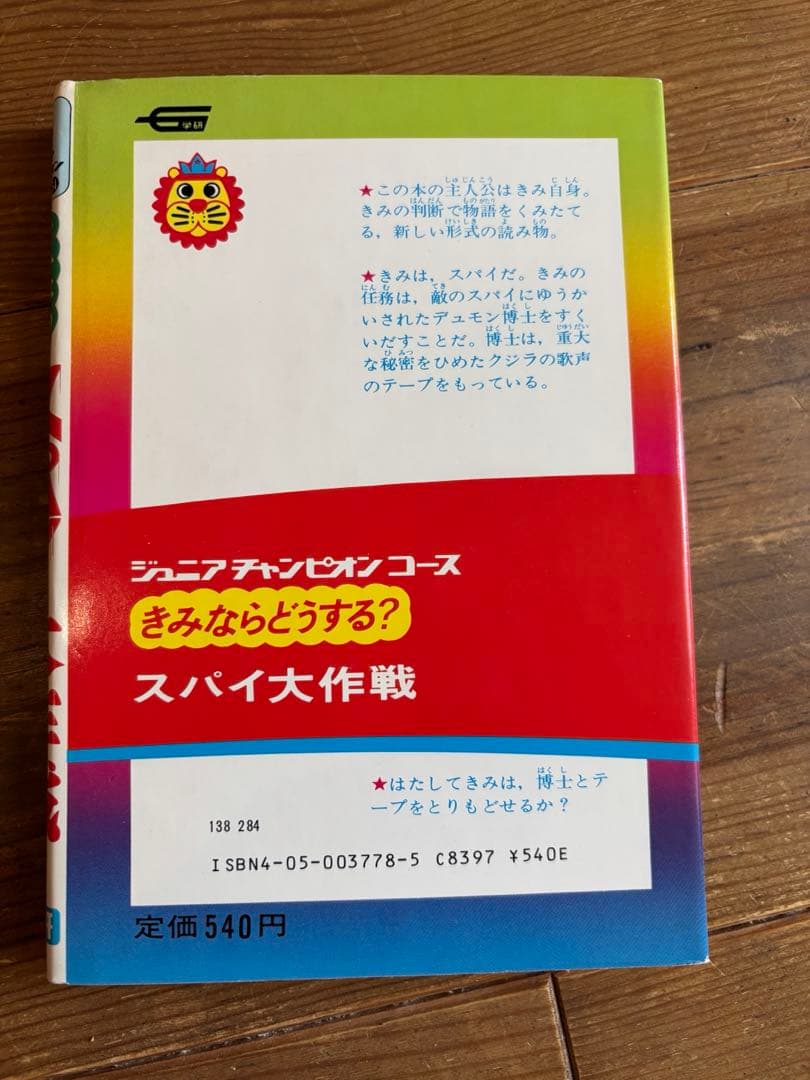 学研
★この本の主人公はきみ自身。
きみの判断で物語をくみたて
る，新しい形式の読み物。
★きみは，スパイだ。きみの
任務は，敵のスパイにゆうか
いされたデュモン博士をすく
いだすことだ。博士は，重大
な秘密をひめたクジラの歌声
のテープをもっている。
ジュニアチャンピオンコース
きみならどうする?
スパイ大作戦
★はたしてきみは，博士とテ
ープをとりもどせるか?
138 284
ISBN4-05-003778-5 C8397 ¥540E
定価540円